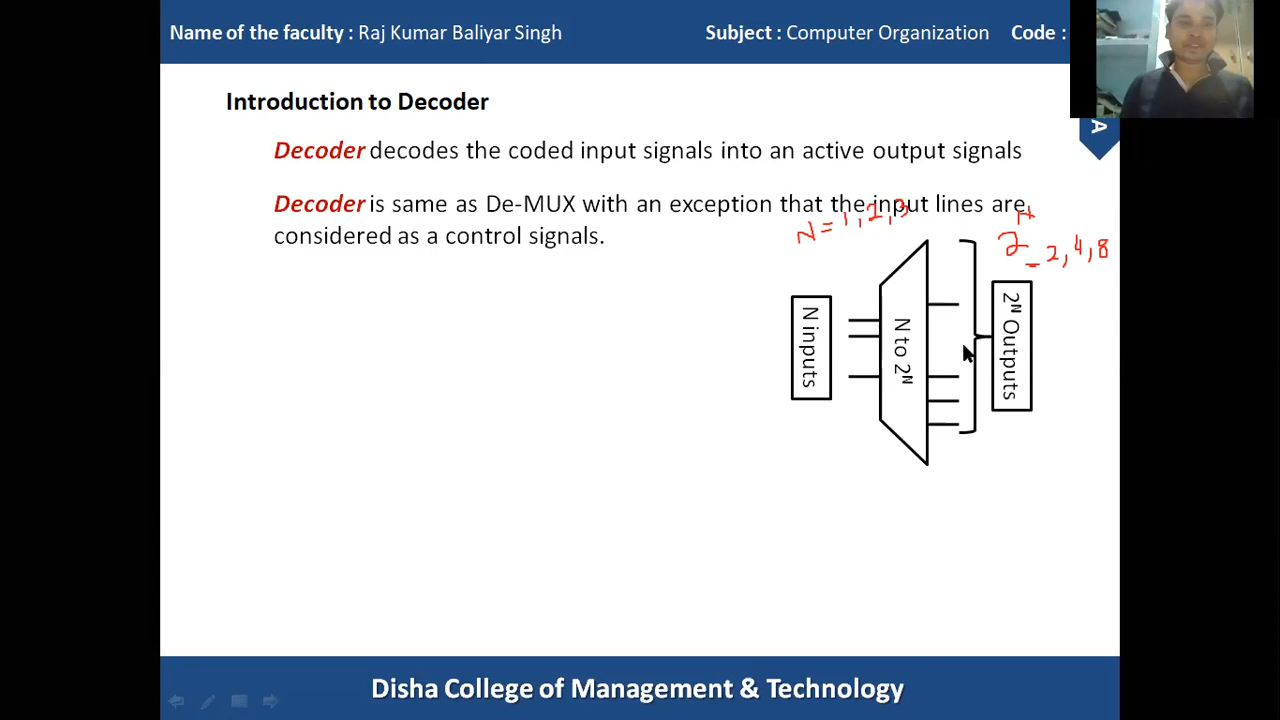 Name of the faculty : Raj Kumar Baliyar Singh Subject : Computer Organization Code :
A
Introduction to Decoder
Decoder decodes the coded input signals into an active output signals
Decoder is same as De-MUX with an exception that the input lines are
considered as a control signals.
N = 1, 2, 3
2^N = 2, 4, 8
N inputs
N to 2^N
2^N Outputs
Disha College of Management & Technology